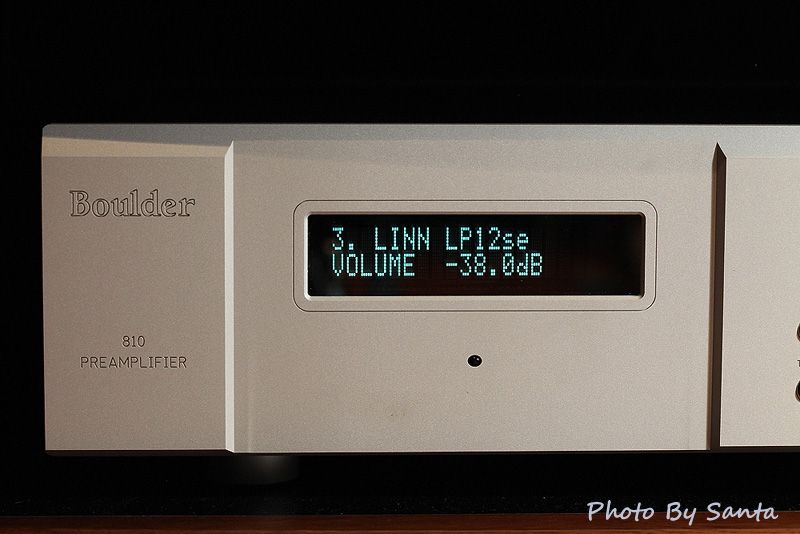 Boulder
3. LINN LP12se
VOLUME -38.0dB
810
PREAMPLIFIER
Photo By Santa